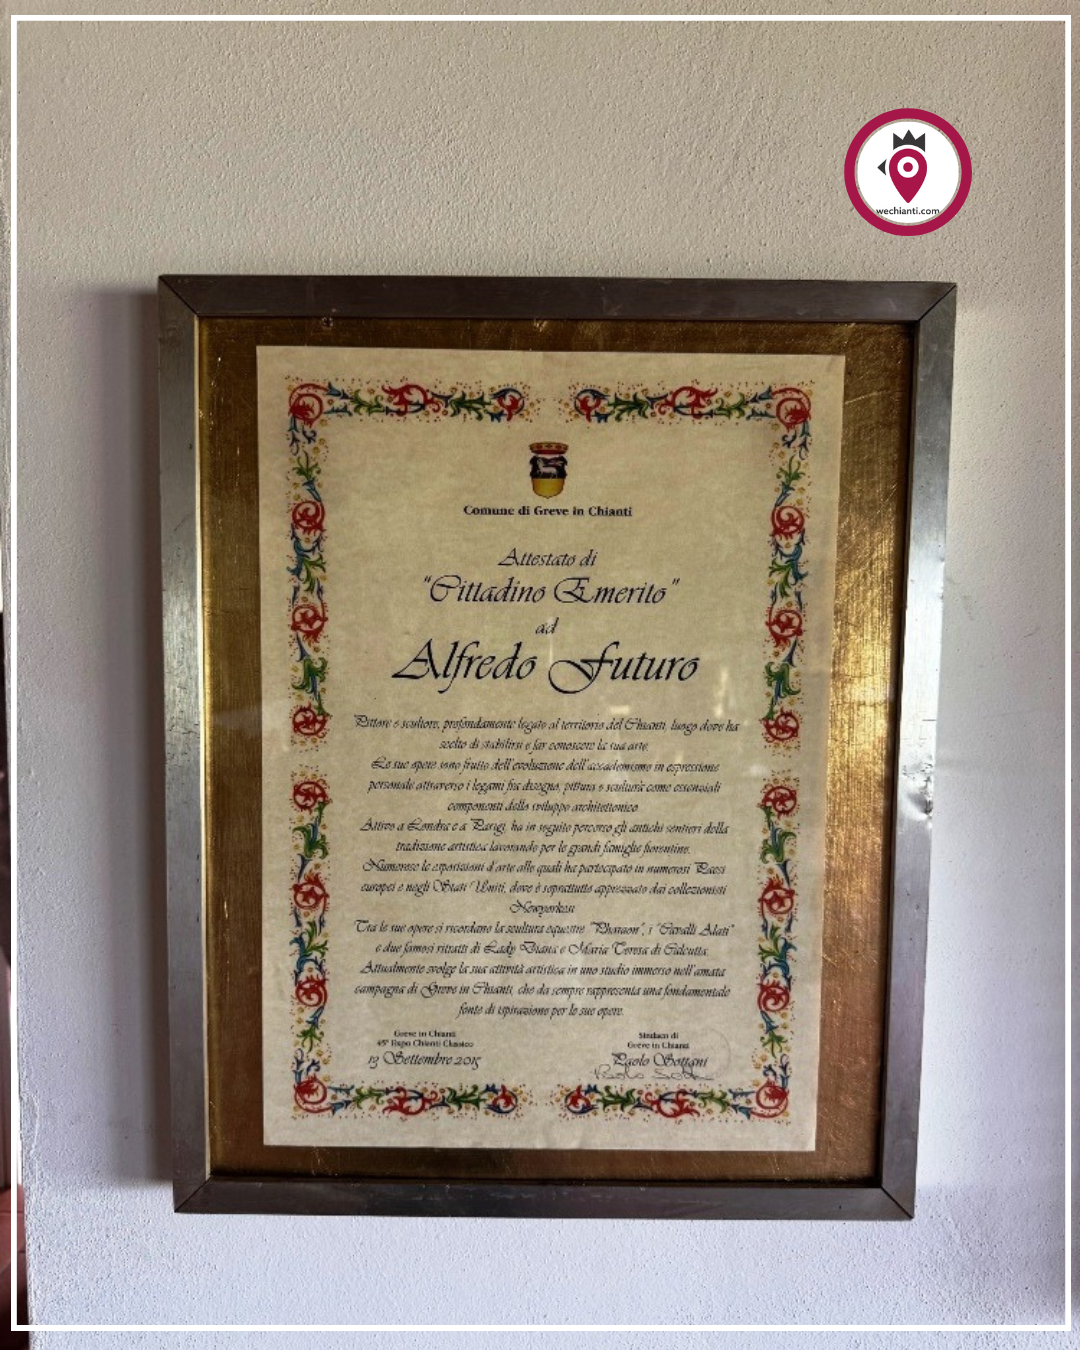 wechianti.com
Comune di Greve in Chianti
Attestato di
"Cittadino Emerito"
ad
Alfredo Futuro
Pittore e scultore, profondamente legato al territorio del Chianti, luogo dove ha
scelto di stabilirsi e far conoscere la sua arte.
Le sue opere sono frutto dell'evoluzione dell'accademismo in espressione
personale attraverso i legami fra disegno, pittura e scultura come essenziali
componenti dello sviluppo architettonico
Attivo a Londra e a Parigi, ha in seguito percorso gli antichi sentieri della
tradizione artistica lavorando per le grandi famiglie fiorentine.
Numerose le esposizioni d'arte alle quali ha partecipato in numerosi Paesi
europei e negli Stati Uniti, dove è soprattutto apprezzato dai collezionisti
Newyorkesi
Tra le sue opere si ricordano la scultura equestre "Pharaon", i "Cavalli Alati"
e due famosi ritratti di Lady Diana e Maria Teresa di Calcutta.
Attualmente svolge la sua attività artistica in uno studio immerso nell'amata
campagna di Greve in Chianti, che da sempre rappresenta una fondamentale
fonte di ispirazione per le sue opere.
Greve in Chianti
45° Expo Chianti Classico
13 Settembre 2015
Sindaco di
Greve in Chianti
Paolo Sottani